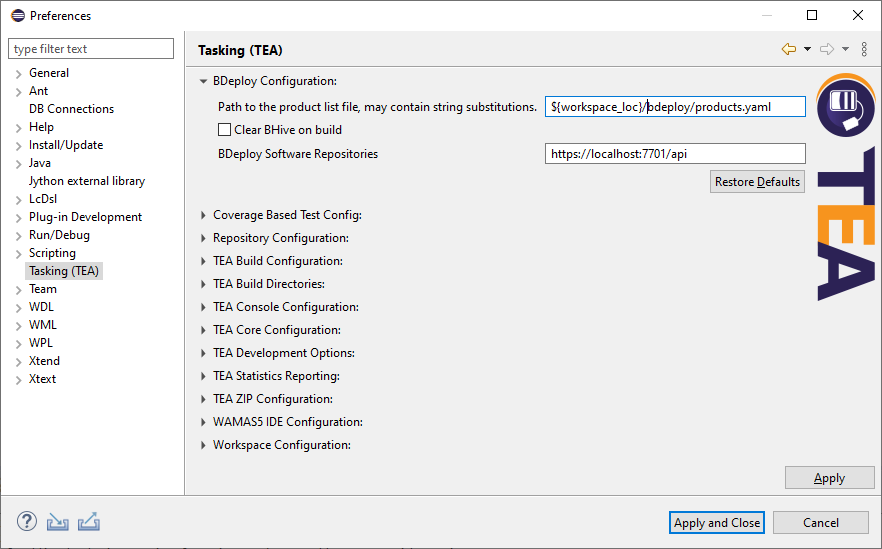 Preferences
type filter text
General
Ant
DB Connections
Help
Install/Update
Java
Jython external library
LcDsl
Plug-in Development
Run/Debug
Scripting
Tasking (TEA)
Team
WDL
WML
WPL
Xtend
Xtext
Tasking (TEA)
BDeploy Configuration:
Path to the product list file, may contain string substitutions. ${workspace_loc}/bdeploy/products.yaml
Clear BHive on build
BDeploy Software Repositories https://localhost:7701/api
Restore Defaults
Coverage Based Test Config:
Repository Configuration:
TEA Build Configuration:
TEA Build Directories:
TEA Console Configuration:
TEA Core Configuration:
TEA Development Options:
TEA Statistics Reporting:
TEA ZIP Configuration:
WAMAS5 IDE Configuration:
Workspace Configuration:
TEA
Apply
? Apply and Close Cancel